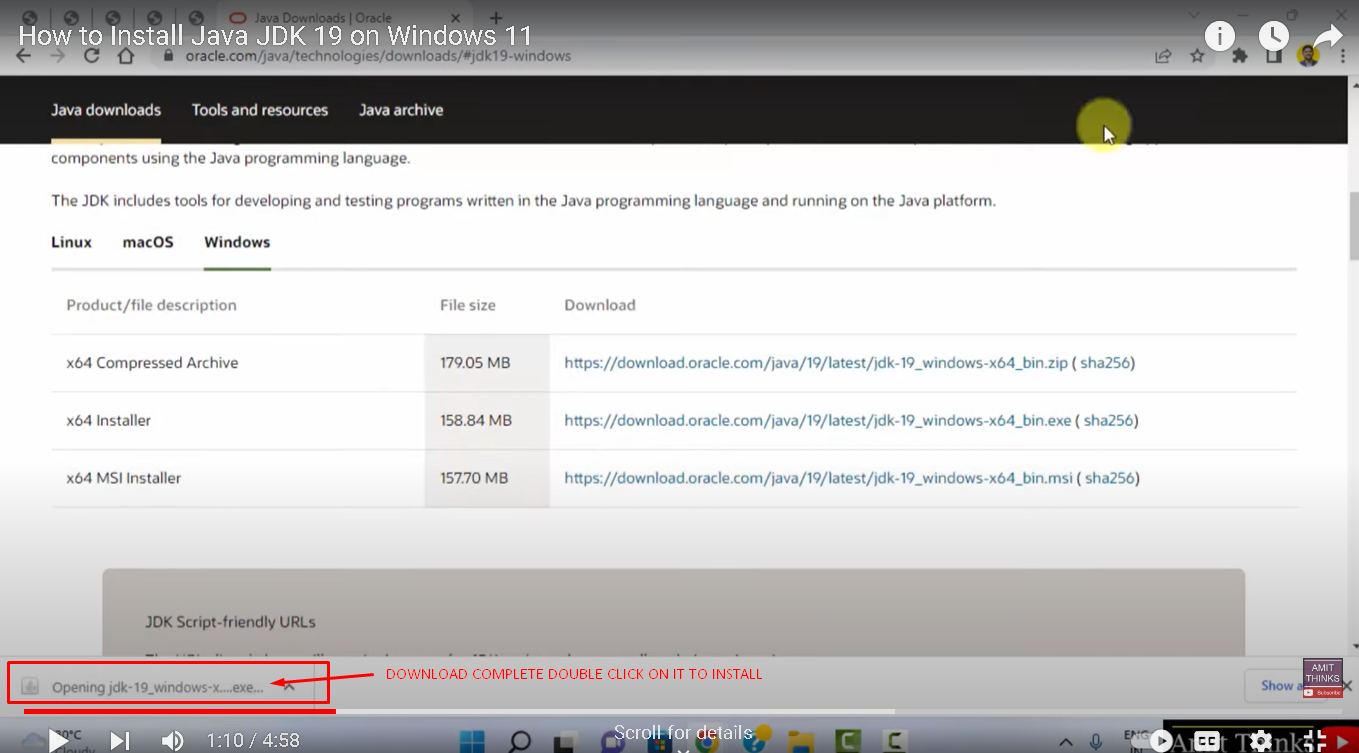 Java Downloads | Oracle
How to Install Java JDK 19 on Windows 11
oracle.com/java/technologies/downloads/#jdk19-windows
Java downloads Tools and resources Java archive
components using the Java programming language.
The JDK includes tools for developing and testing programs written in the Java programming language and running on the Java platform.
Linux macOS Windows
Product/file description File size Download
x64 Compressed Archive 179.05 MB https://download.oracle.com/java/19/latest/jdk-19_windows-x64_bin.zip ( sha256)
x64 Installer 158.84 MB https://download.oracle.com/java/19/latest/jdk-19_windows-x64_bin.exe ( sha256)
x64 MSI Installer 157.70 MB https://download.oracle.com/java/19/latest/jdk-19_windows-x64_bin.msi ( sha256)
JDK Script-friendly URLs
DOWNLOAD COMPLETE DOUBLE CLICK ON IT TO INSTALL
Opening jdk-19_windows-x....exe...
Show a
AMIT
THINKS
Subscribe
Scroll for details
1:10 / 4:58
Cloudy
ENG
CC
Amit Thinks